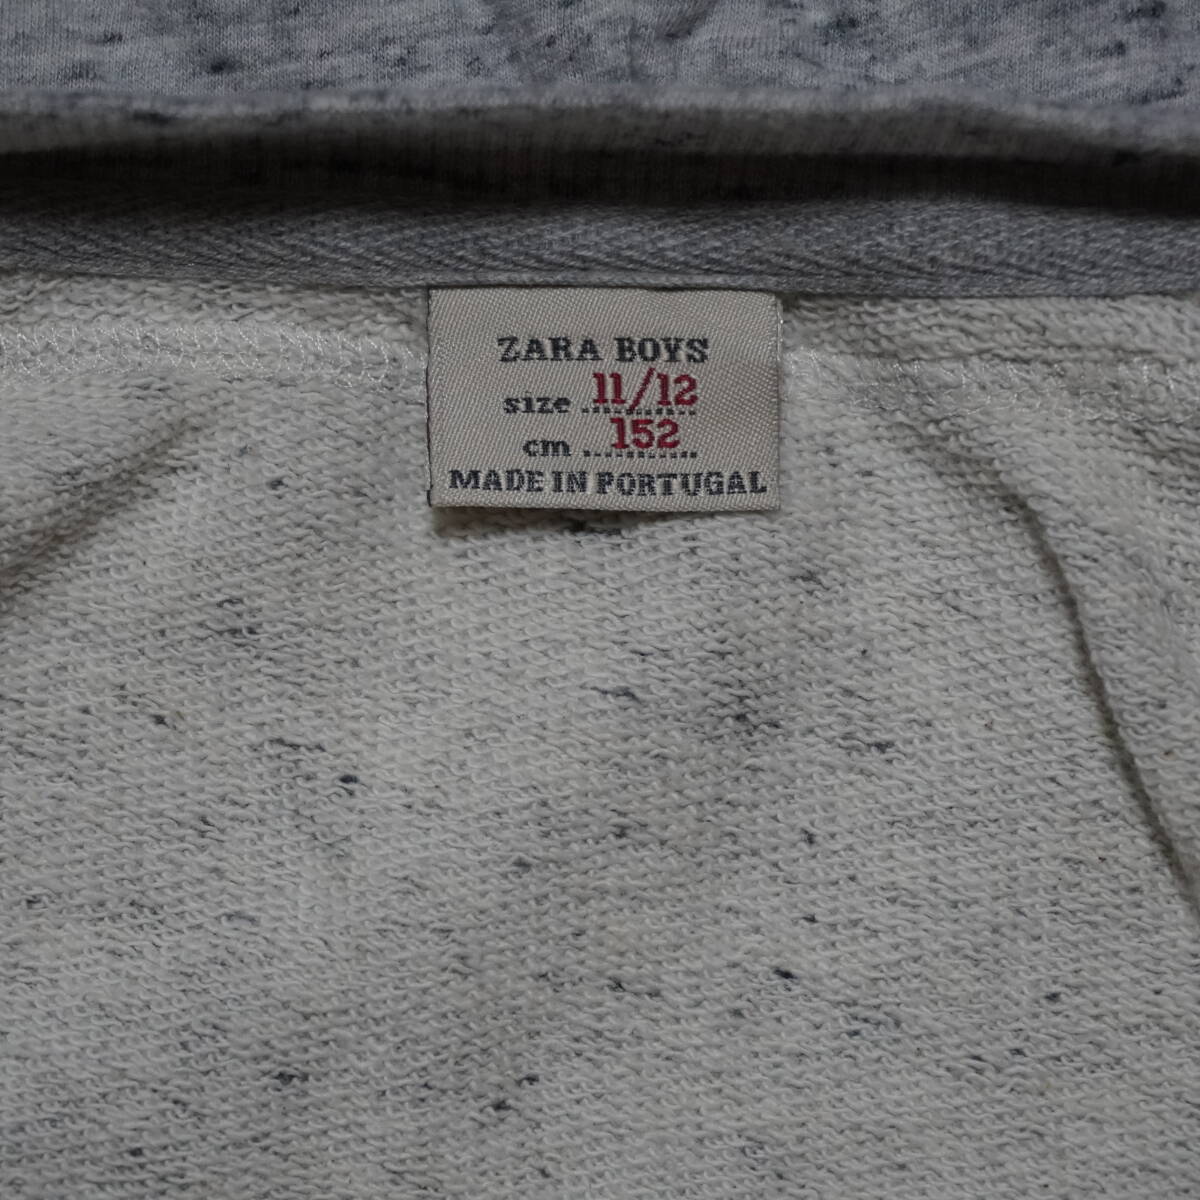 ZARA BOYS
size 11/12
cm 152
MADE IN PORTUGAL